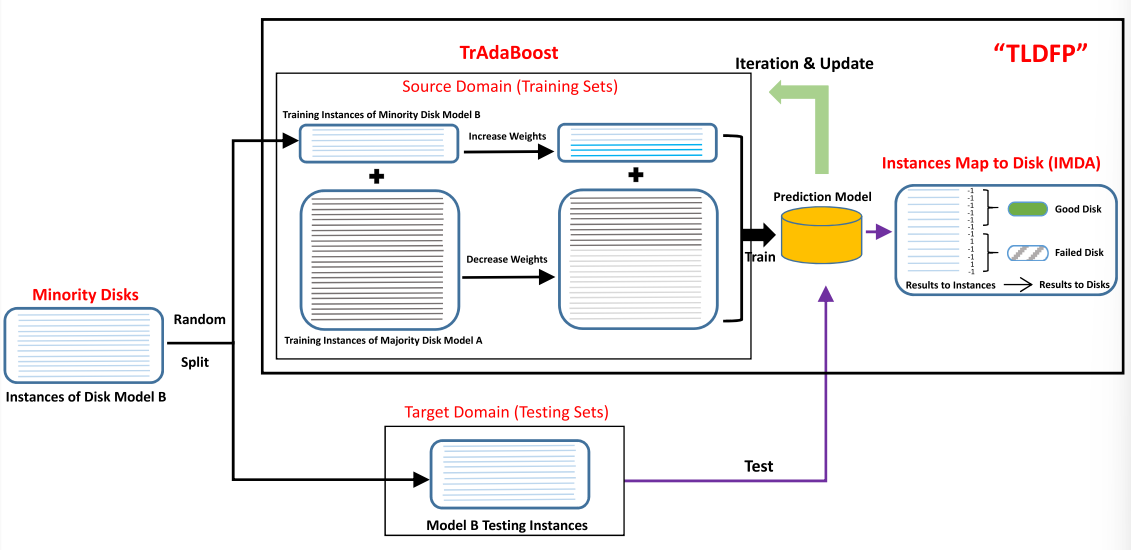 TrAdaBoost
“TLDFP”
Iteration & Update
Source Domain (Training Sets)
Training Instances of Minority Disk Model B
Increase Weights
Instances Map to Disk (IMDA)
Prediction Model
-1
-1
-1
-1
-1
-1
1
-1
-1
1
-1
Good Disk
Failed Disk
Results to Instances
Results to Disks
Train
Decrease Weights
Training Instances of Majority Disk Model A
Minority Disks
Random
Split
Instances of Disk Model B
Target Domain (Testing Sets)
Test
Model B Testing Instances